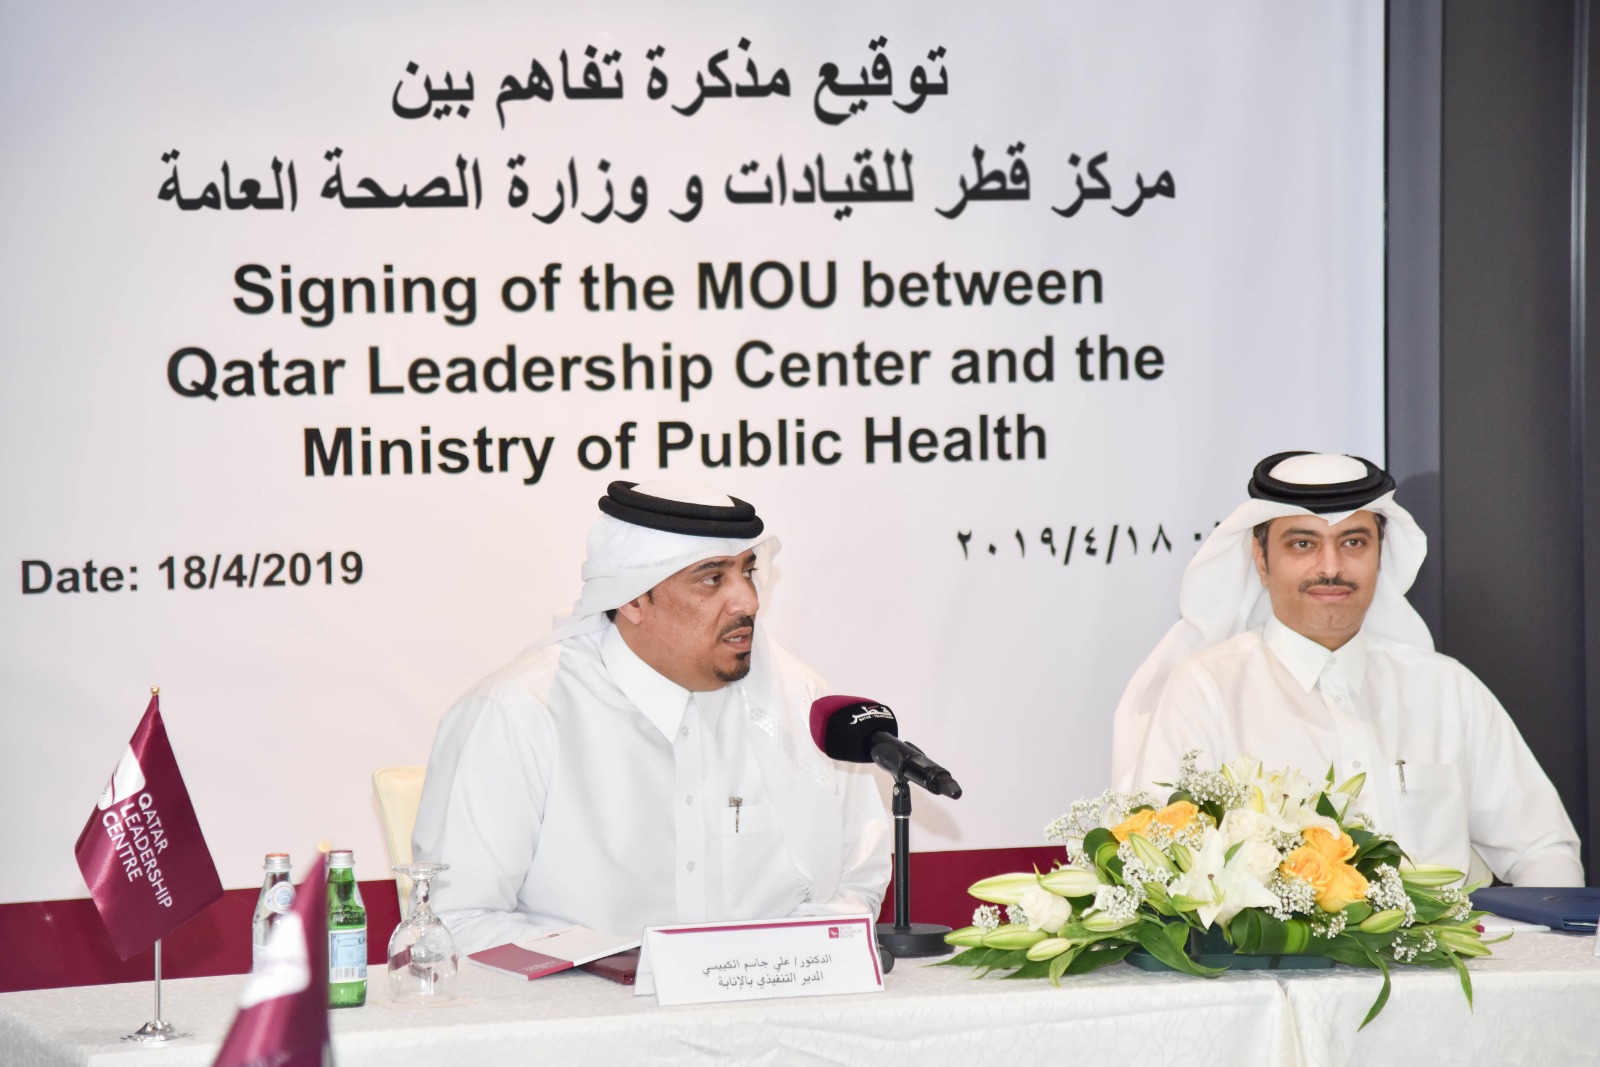 توقيع مذكرة تفاهم بين
مركز قطر للقيادات و وزارة الصحة العامة
Signing of the MOU between
Qatar Leadership Center and the
Ministry of Public Health
Date: 18/4/2019
٢٠١٩/٤/١٨
قطر
QATAR
LEADERSHIP
CENTRE
الدكتور/ علي جاسم الكبيسي
المدير التنفيذي بالإنابة